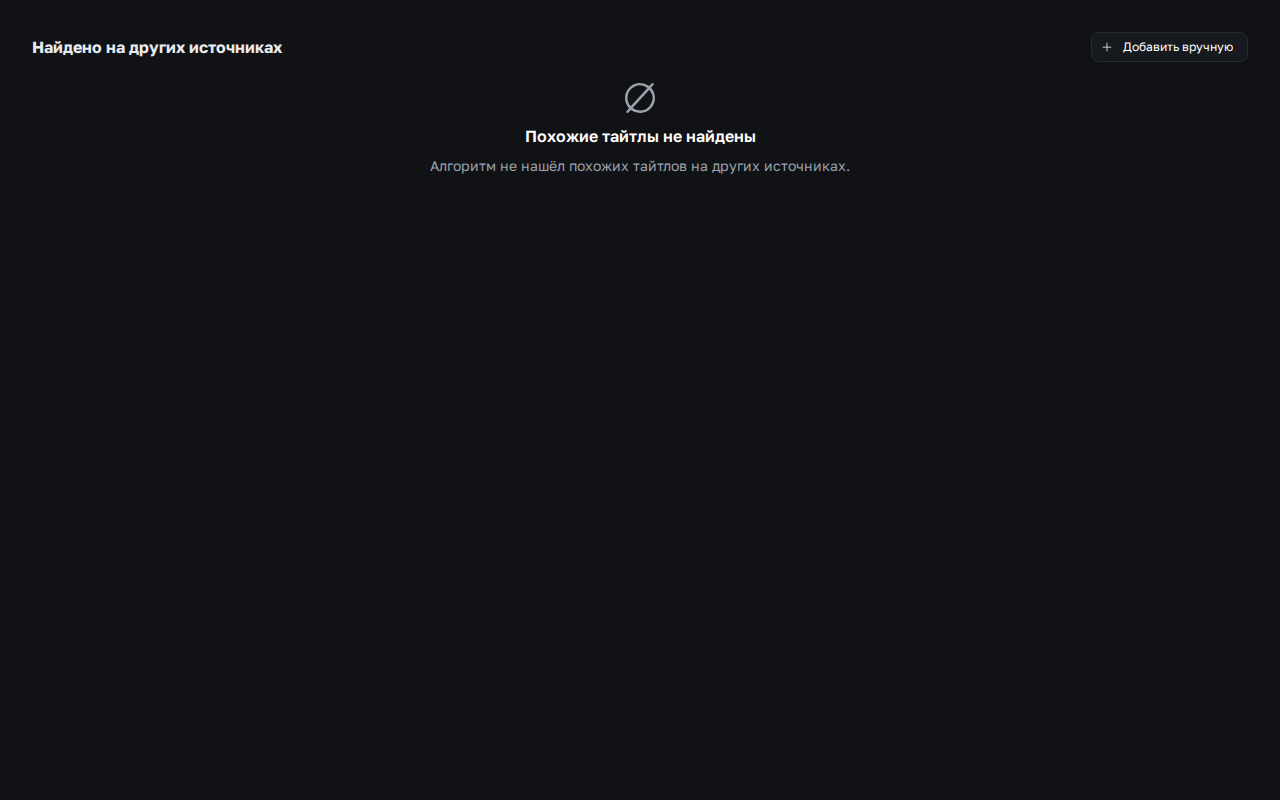 Найдено на других источниках
Добавить вручную
Похожие тайтлы не найдены
Алгоритм не нашёл похожих тайтлов на других источниках.